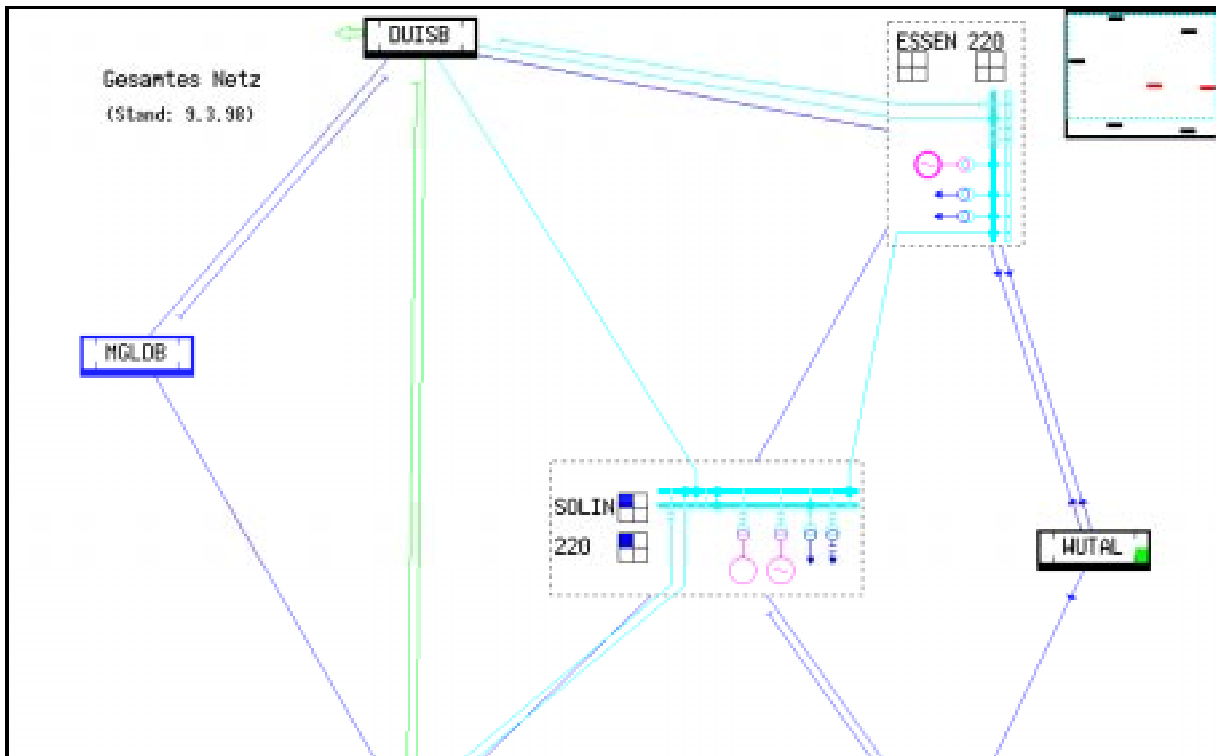 DUISB
ESSEN 220
Gesamtes Netz
(Stand: 9.3.98)
MGLDB
SOLIN
220
WUTAL